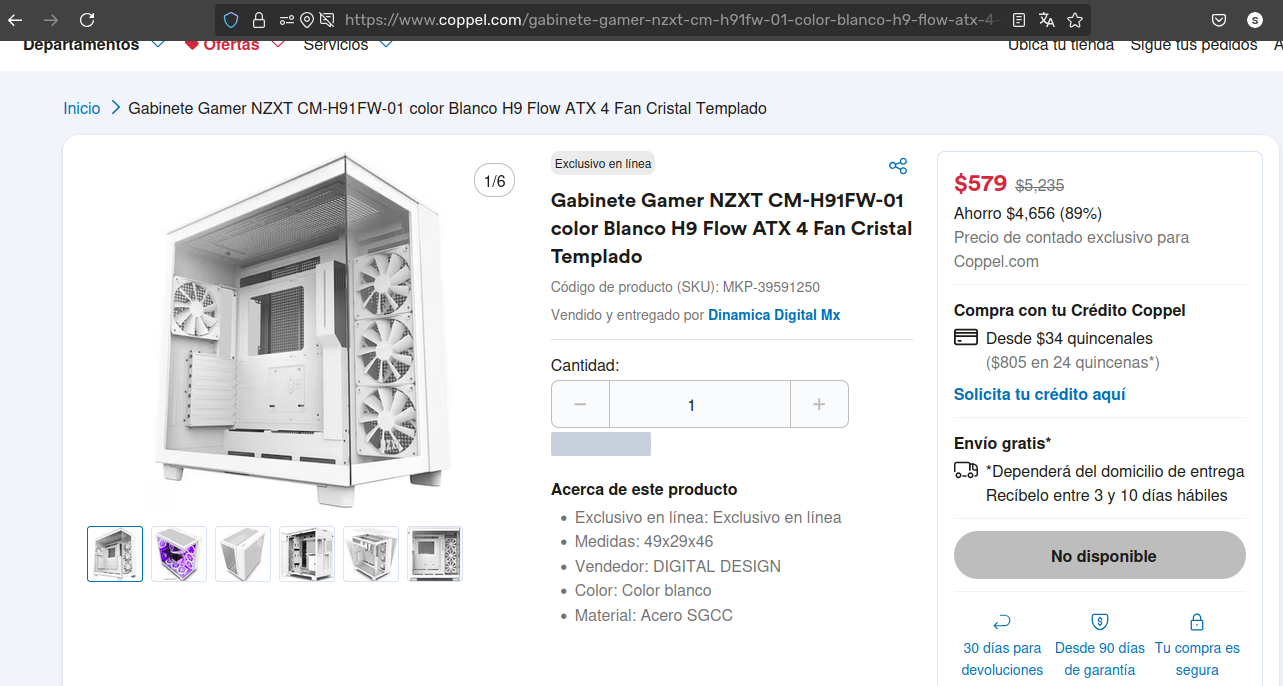 https://www.coppel.com/gabinete-gamer-nzxt-cm-h91fw-01-color-blanco-h9-flow-atx-4-
S
Departamentos Ofertas Servicios Ubica tu tienda Sigue tus pedidos A
Inicio > Gabinete Gamer NZXT CM-H91FW-01 color Blanco H9 Flow ATX 4 Fan Cristal Templado
1/6
Exclusivo en línea
Gabinete Gamer NZXT CM-H91FW-01
color Blanco H9 Flow ATX 4 Fan Cristal
Templado
Código de producto (SKU): MKP-39591250
Vendido y entregado por Dinamica Digital Mx
Cantidad:
− 1 +
Acerca de este producto
• Exclusivo en línea: Exclusivo en línea
• Medidas: 49x29x46
• Vendedor: DIGITAL DESIGN
• Color: Color blanco
• Material: Acero SGCC
$579 $5,235
Ahorro $4,656 (89%)
Precio de contado exclusivo para
Coppel.com
Compra con tu Crédito Coppel
Desde $34 quincenales
($805 en 24 quincenas*)
Solicita tu crédito aquí
Envío gratis*
*Dependerá del domicilio de entrega
Recíbelo entre 3 y 10 días hábiles
No disponible
30 días para
devoluciones
Desde 90 días
de garantía
Tu compra es
segura